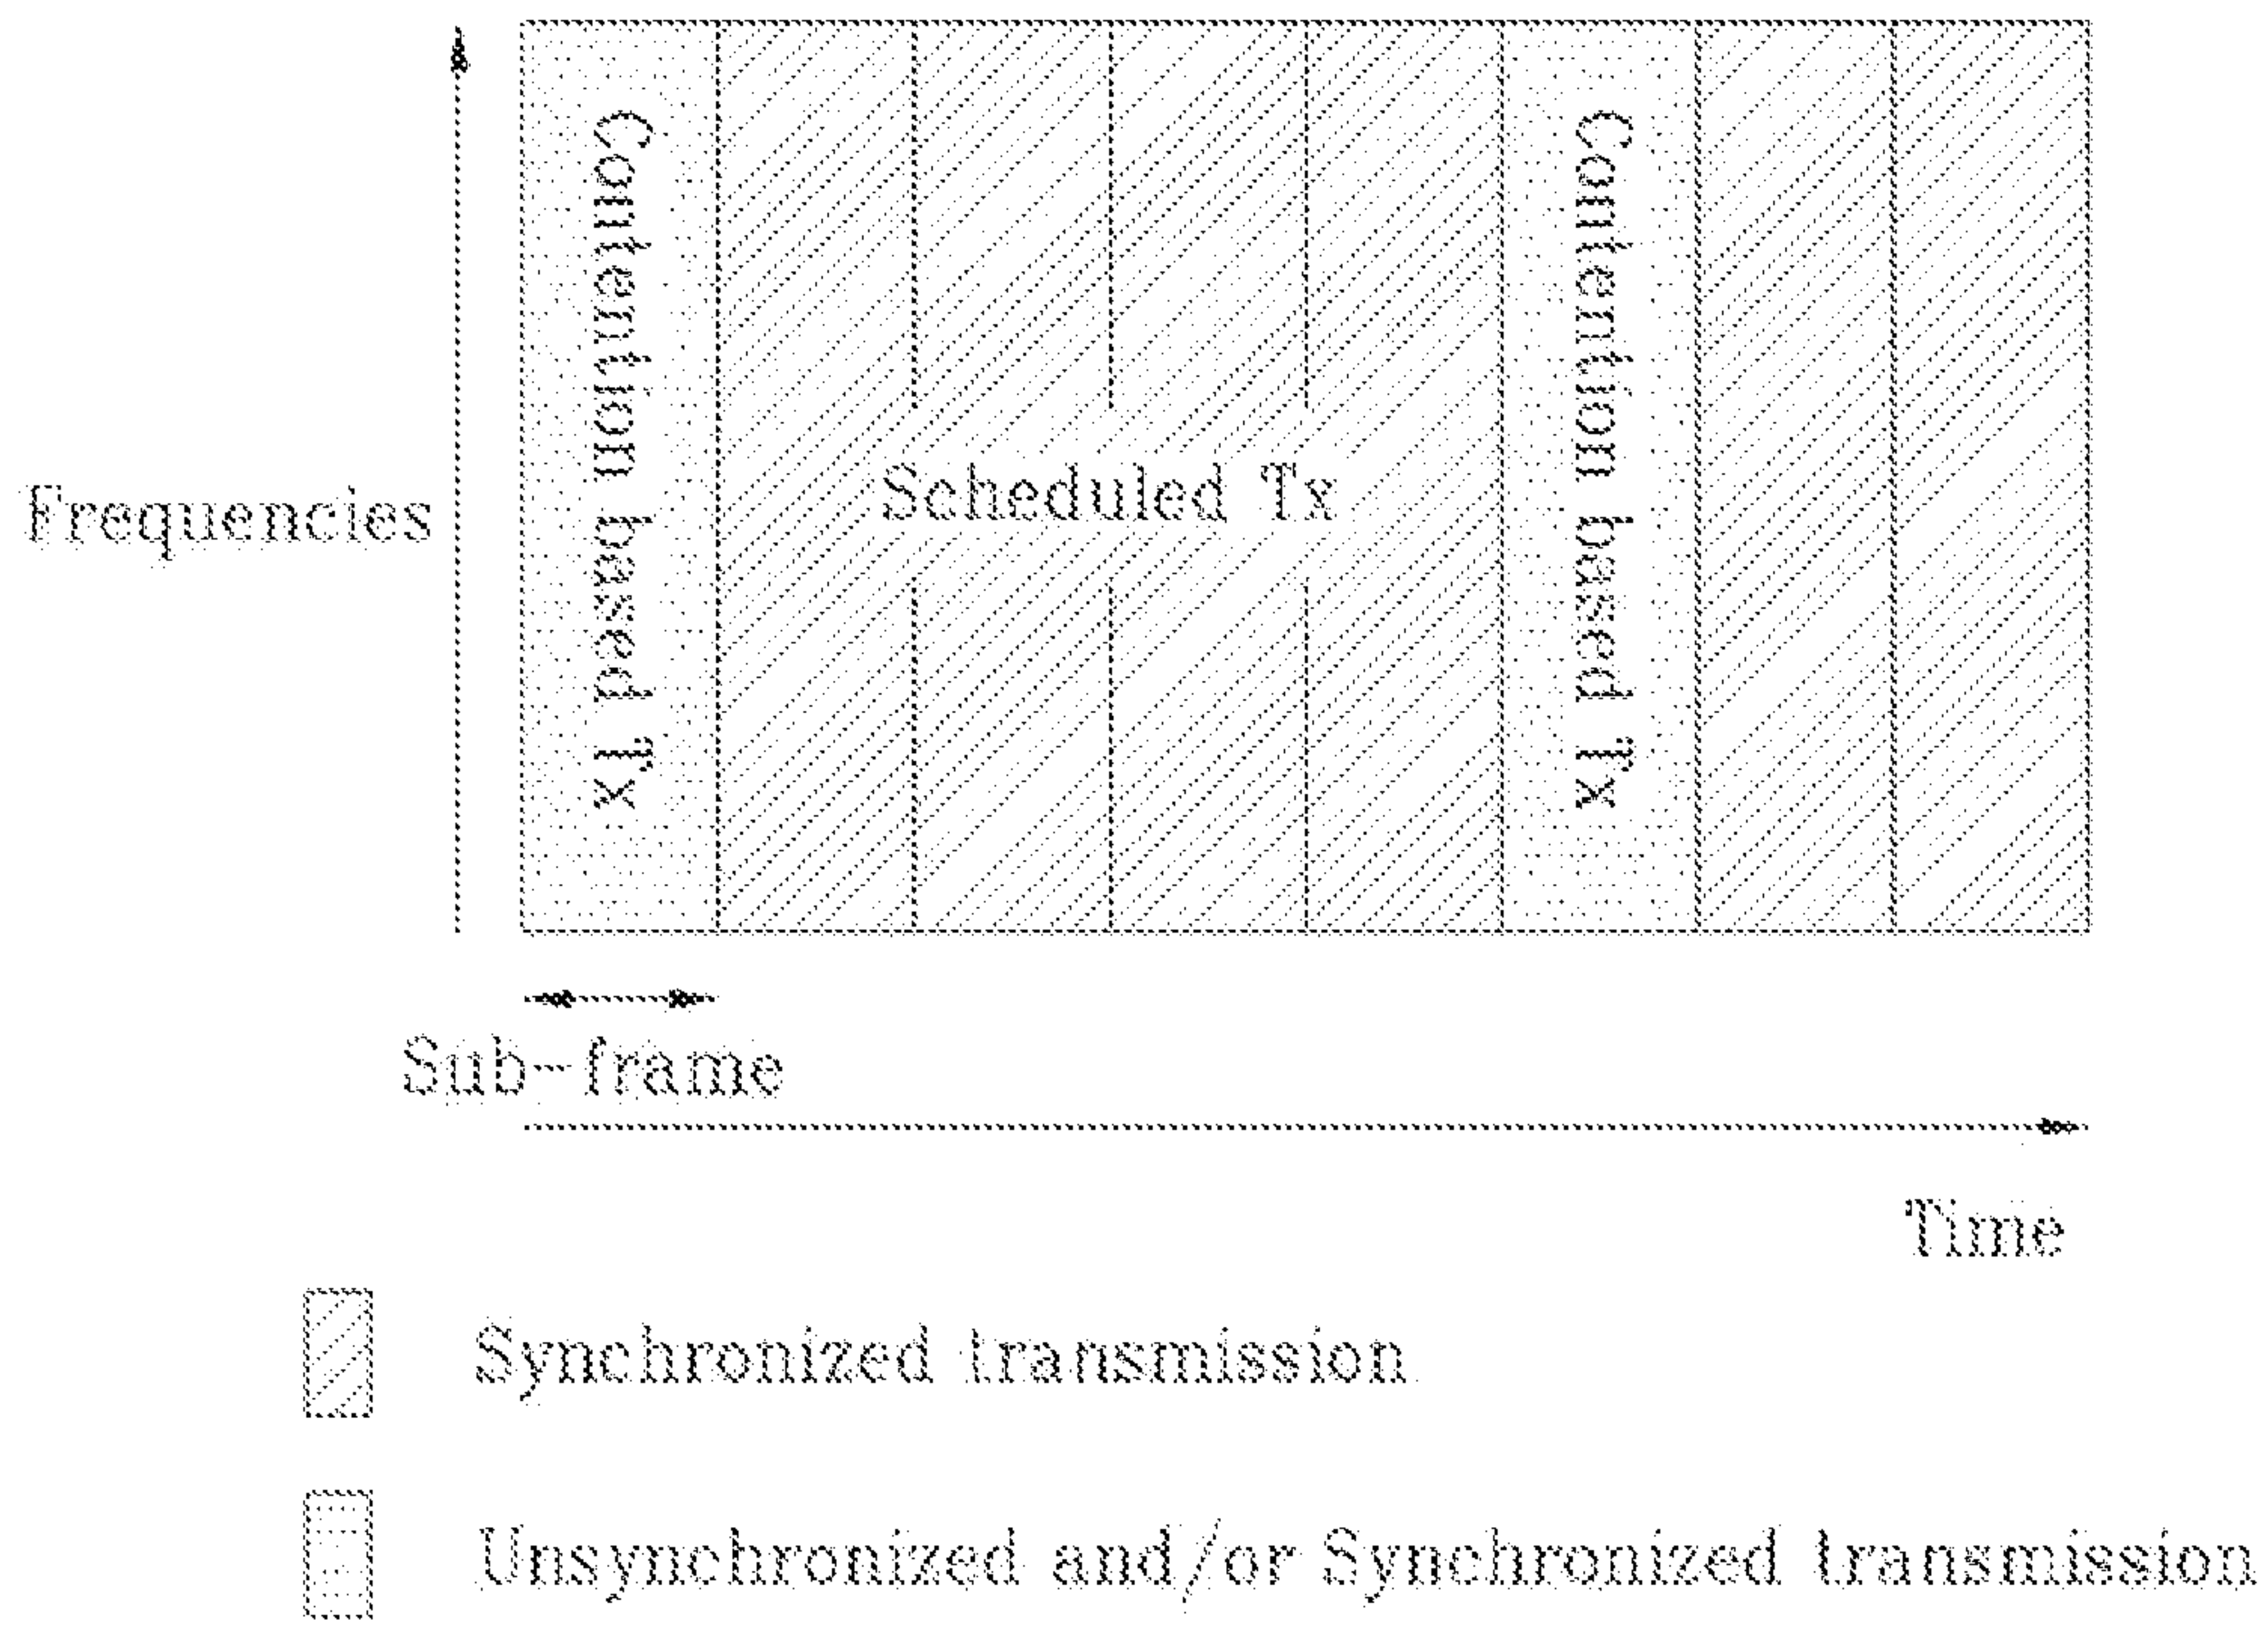 Contention based Tx
Scheduled Tx
Contention based Tx
Frequencies
Sub-frame
Time
Synchronized transmission
Unsynchronized and/or Synchronized transmission